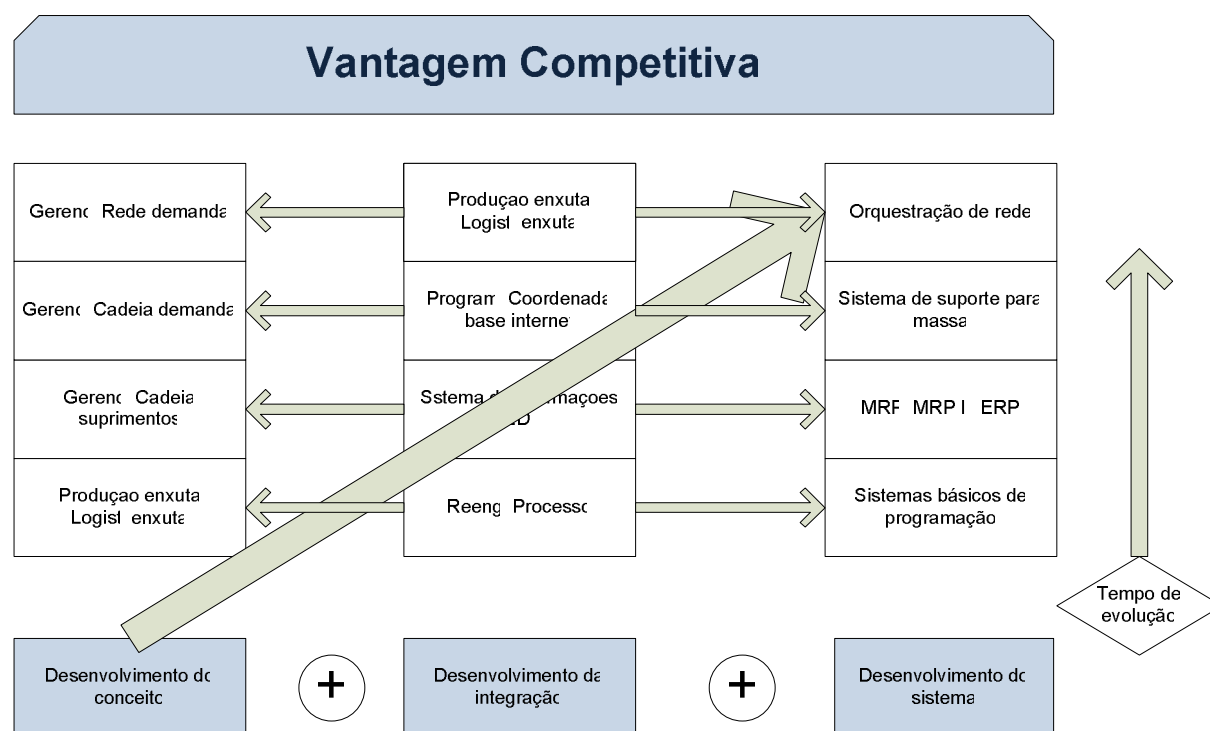 Vantagem Competitiva
Gerenc Rede demanda
Produçao enxuta
Logist enxuta
Orquestração de rede
Gerenc Cadeia demanda
Program Coordenada
base internet
Sistema de suporte para
massa
Gerenc Cadeia
suprimentos
Sstema
MRP MRP I ERP
Produçao enxuta
Logist enxuta
Reeng Processo
Sistemas básicos de
programação
Tempo de
evolução
Desenvolvimento do
conceito
+
Desenvolvimento da
integração
+
Desenvolvimento do
sistema